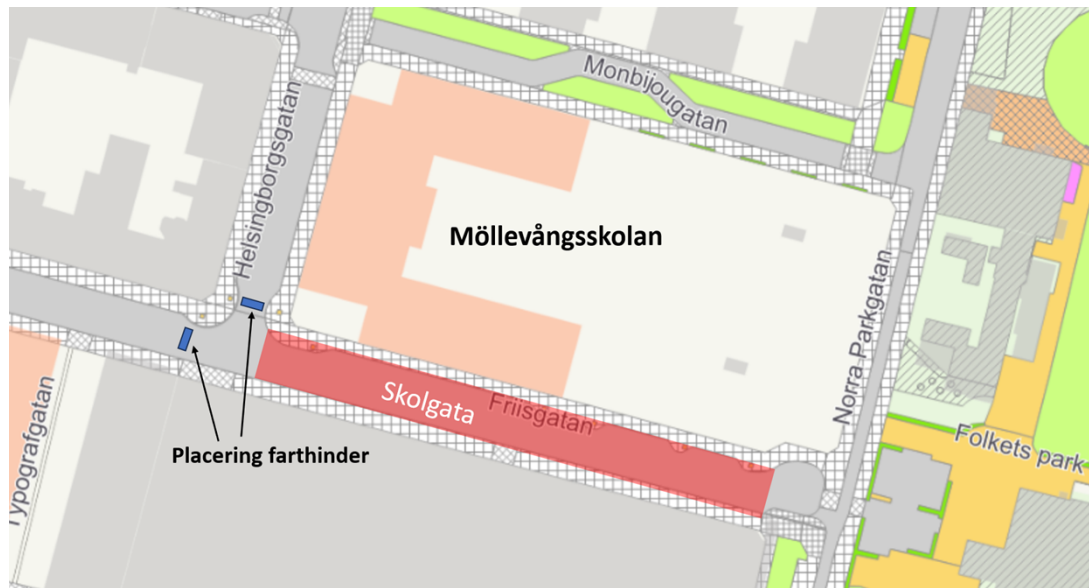 Monbijougatan
Helsingborgsgatan
Möllevångsskolan
Norra Parkgatan
Skolgata
Friisgatan
Folkets park
Typografgatan
Placering farthinder